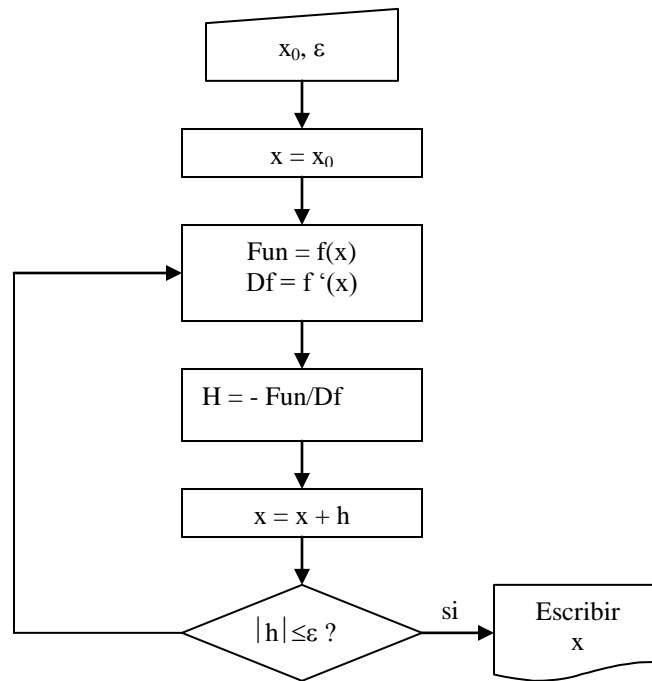 x₀, ε
x = x₀
Fun = f(x)
Df = f ‘(x)
H = - Fun/Df
x = x + h
|h| ≤ε ?
si
Escribir
x